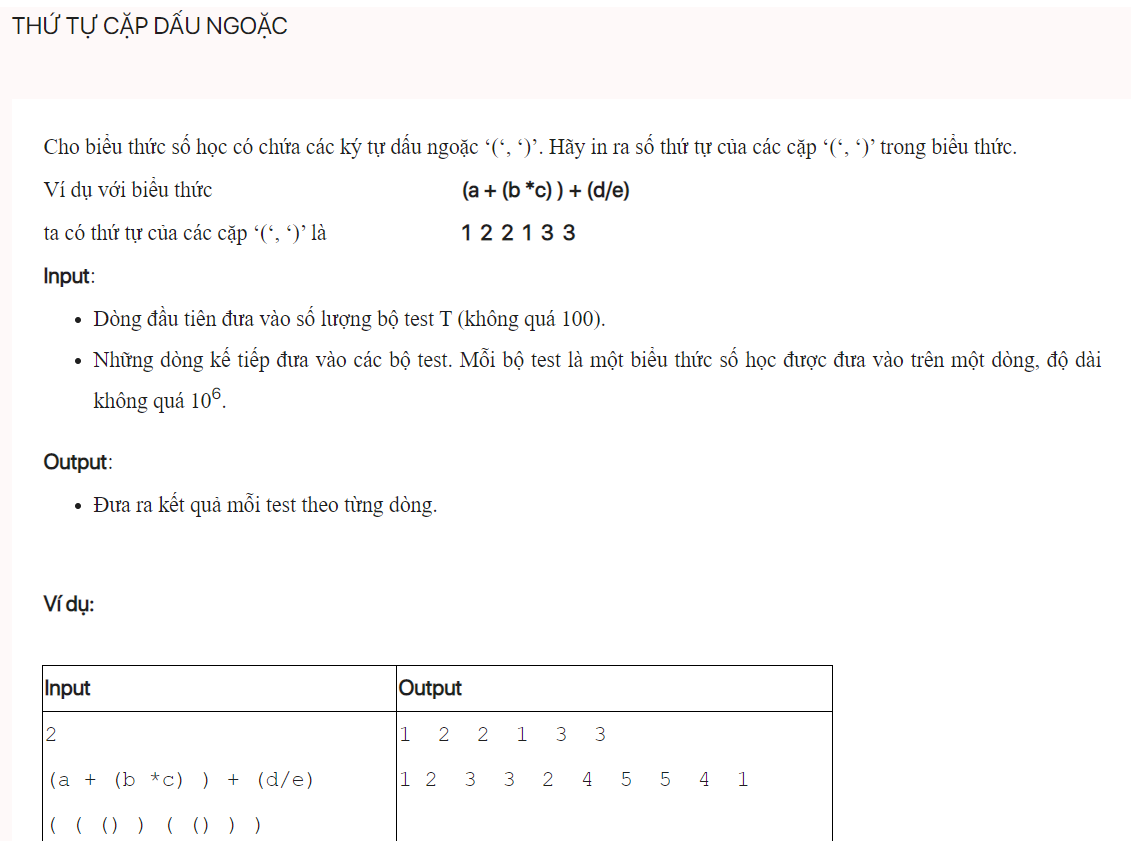 THỨ TỰ CẶP DẤU NGOẶC
Cho biểu thức số học có chứa các ký tự dấu ngoặc ‘(‘, ‘)’. Hãy in ra số thứ tự của các cặp ‘(‘, ‘)’ trong biểu thức.
Ví dụ với biểu thức (a + (b *c) ) + (d/e)
ta có thứ tự của các cặp ‘(‘, ‘)’ là 1 2 2 1 3 3
Input:
• Dòng đầu tiên đưa vào số lượng bộ test T (không quá 100).
• Những dòng kế tiếp đưa vào các bộ test. Mỗi bộ test là một biểu thức số học được đưa vào trên một dòng, độ dài
không quá 10⁶.
Output:
• Đưa ra kết quả mỗi test theo từng dòng.
Ví dụ:
Input Output
2 1 2 2 1 3 3
(a + (b *c) ) + (d/e) 1 2 3 3 2 4 5 5 4 1
( ( () ) ( () ) )